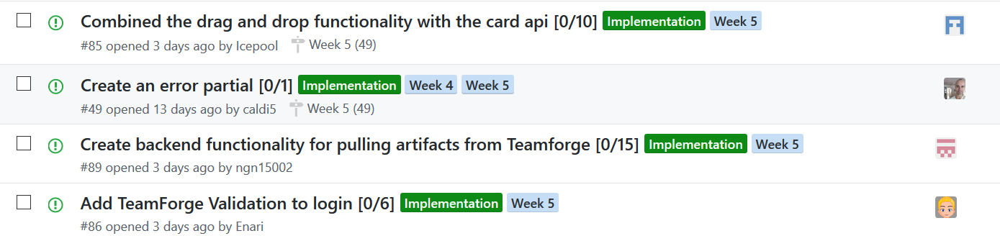 Combined the drag and drop functionality with the card api [0/10] Implementation Week 5
#85 opened 3 days ago by Icepool Week 5 (49)
Create an error partial [0/1] Implementation Week 4 Week 5
#49 opened 13 days ago by caldi5 Week 5 (49)
Create backend functionality for pulling artifacts from Teamforge [0/15] Implementation Week 5
#89 opened 3 days ago by ngn15002
Add TeamForge Validation to login [0/6] Implementation Week 5
#86 opened 3 days ago by Enari